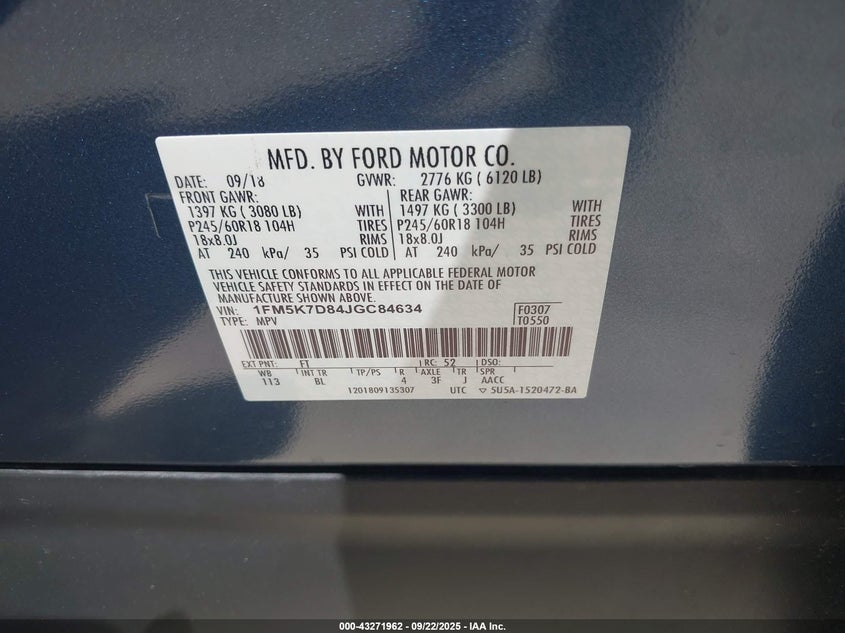 MFD. BY FORD MOTOR CO.
DATE: 09/18 GVWR: 2776 KG ( 6120 LB)
FRONT GAWR: REAR GAWR:
1397 KG ( 3080 LB) WITH 1497 KG ( 3300 LB) WITH
P245/60R18 104H TIRES P245/60R18 104H TIRES
18x8.0J RIMS 18x8.0J RIMS
AT 240 kPa/ 35 PSI COLD AT 240 kPa/ 35 PSI COLD
THIS VEHICLE CONFORMS TO ALL APPLICABLE FEDERAL MOTOR
VEHICLE SAFETY STANDARDS IN EFFECT ON THE DATE OF
MANUFACTURE SHOWN ABOVE.
VIN: 1FM5K7D84JGC84634 F0307
TYPE: MPV T0550
EXT PNT: FT RC: 52 DSO:
WB INT TR TP/PS R AXLE TR SPR
113 BL 4 3F J AACC
1201809135307 UTC ▽ 5U5A-1520472-BA
000-43271962 - 09/22/2025 - IAA Inc.